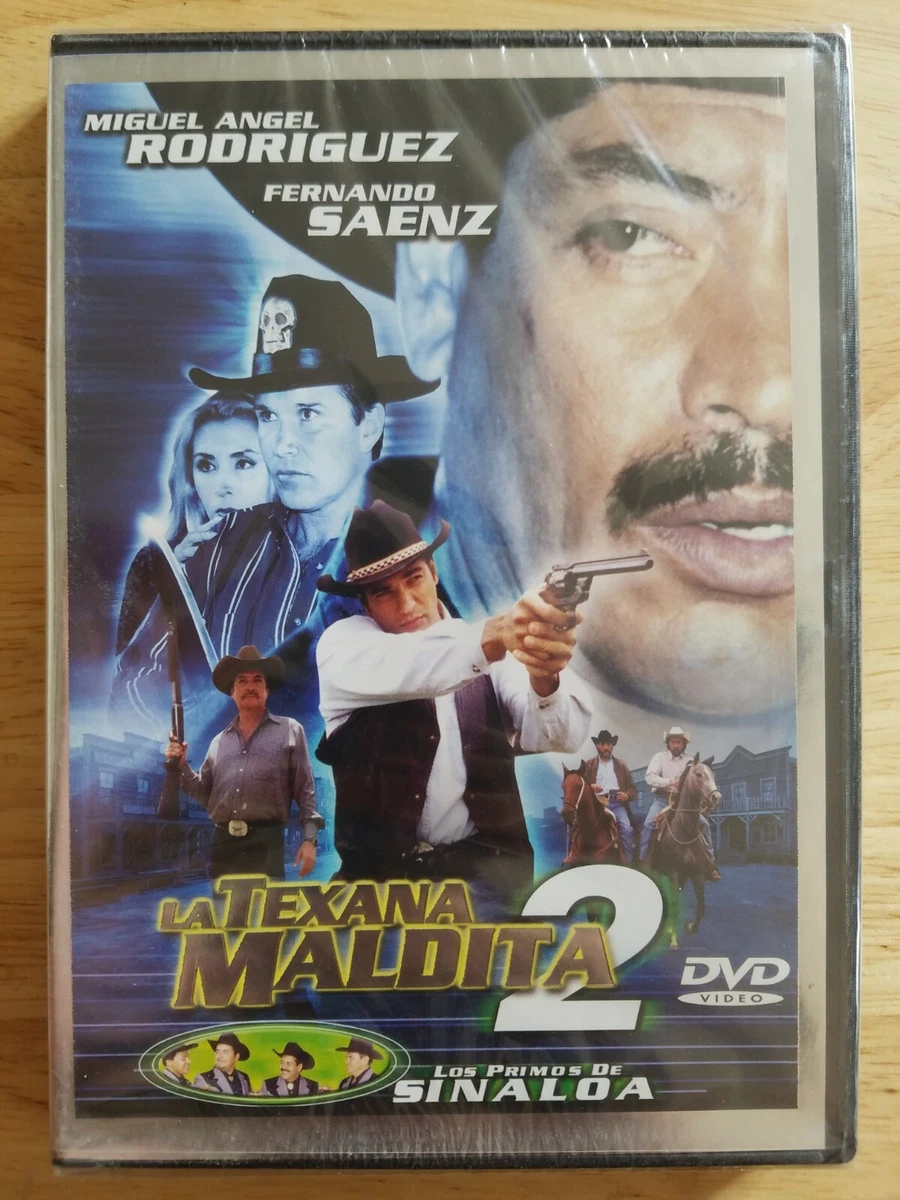 MIGUEL ANGEL
RODRIGUEZ
FERNANDO
SAENZ
LA TEXANA
MALDITA 2
DVD
VIDEO
LOS PRIMOS DE
SINALOA